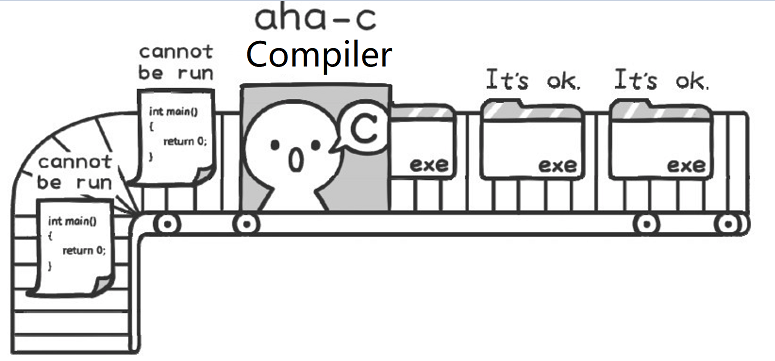 aha-c
Compiler
cannot
be run
int main()
{
return 0;
}
cannot
be run
int main()
{
return 0;
}
C
exe
It's ok.
exe
It's ok.
exe